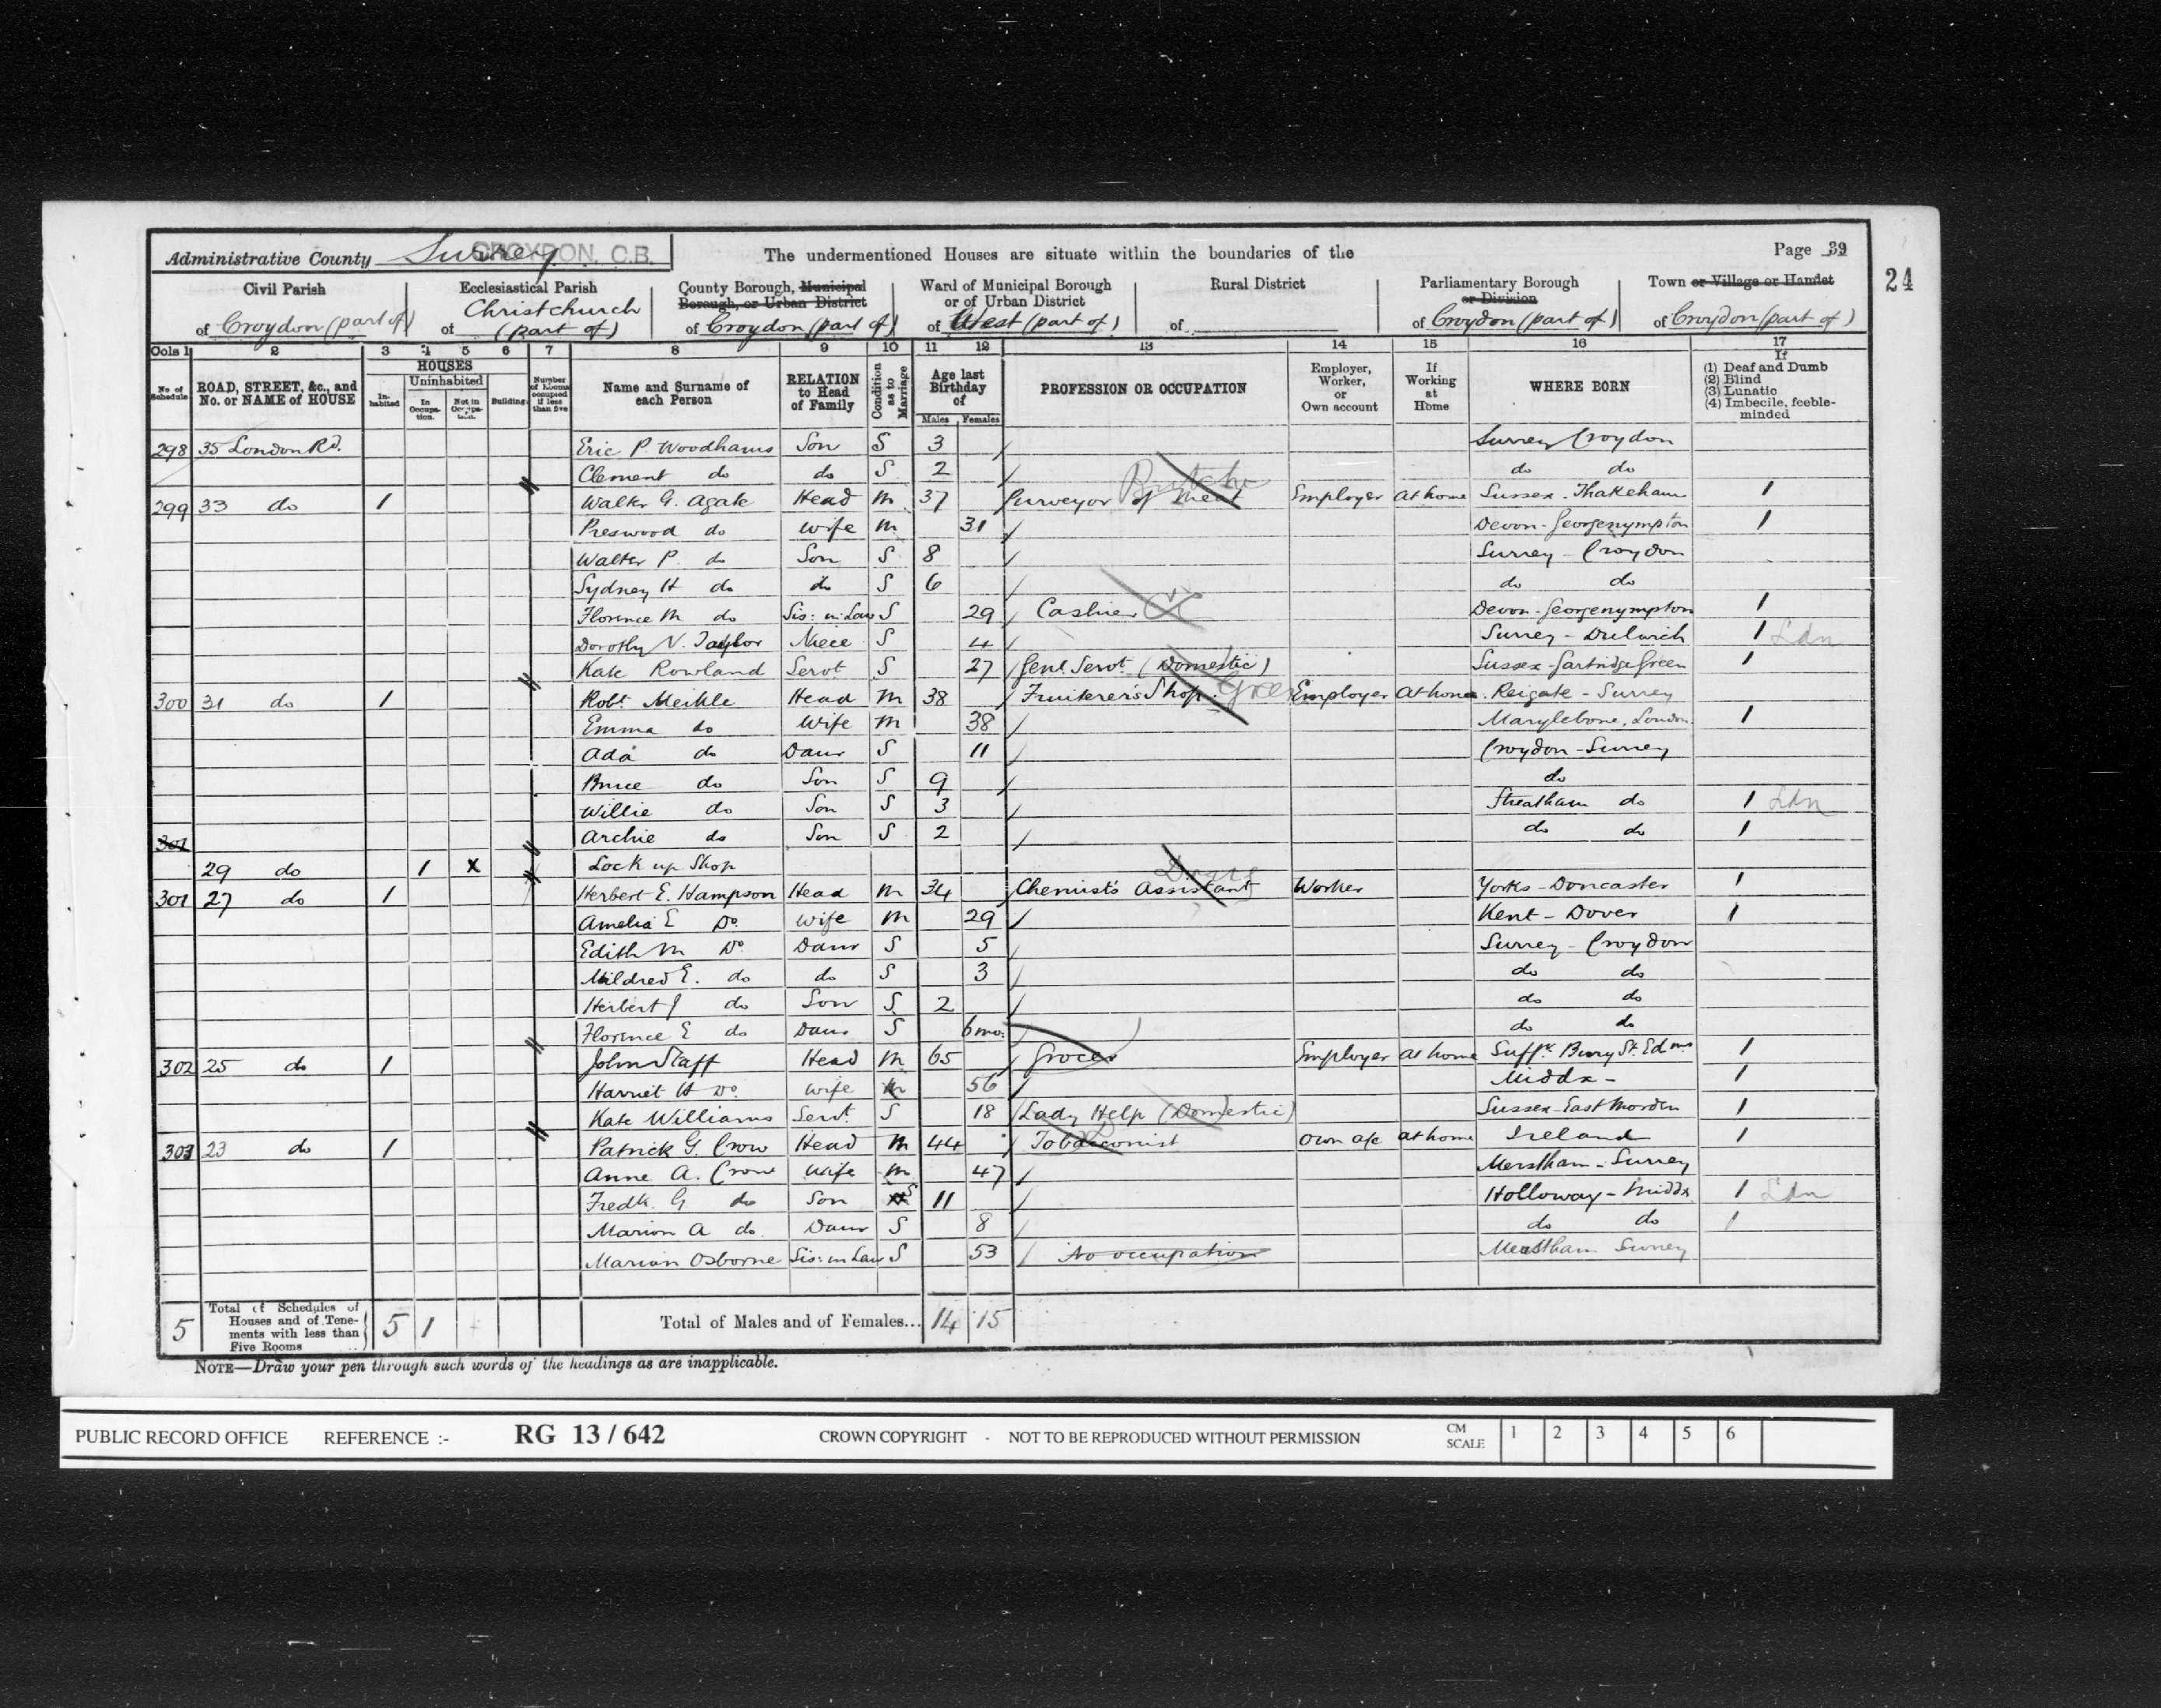 Administrative County Surrey CROYDON, C.B. The undermentioned Houses are situate within the boundaries of the Page 39
24
Civil Parish of Croydon (part of)
Ecclesiastical Parish of Christchurch (part of)
County Borough, Municipal Borough, or Urban District of Croydon (part of)
Ward of Municipal Borough or of Urban District of West (part of)
Rural District of
Parliamentary Borough or Division of Croydon (part of)
Town or Village or Hamlet of Croydon (part of)
Cols 1 2 3 4 5 6 7 8 9 10 11 12 13 14 15 16 17
No. of Schedule
ROAD, STREET, &c., and No. or NAME of HOUSE
HOUSES
Inhabited
Uninhabited
In Occupation.
Not in Occupation.
Building
Number of Rooms occupied if less than five
Name and Surname of each Person
RELATION to Head of Family
Condition as to Marriage
Age last Birthday of
Males Females
PROFESSION OR OCCUPATION
Employer, Worker, or Own account
If Working at Home
WHERE BORN
If
(1) Deaf and Dumb
(2) Blind
(3) Lunatic
(4) Imbecile, feeble-minded
298 35 London Rd. Eric P. Woodhams Son S 3 Surrey Croydon
Clement do do S 2 do do
299 33 do 1 Walter G. Agate Head M 37 Purveyor of Meat Butcher Employer At home Sussex. Thakeham 1
Preswood do Wife M 31 Devon - Georgenympton 1
Walter P. do Son S 8 Surrey - Croydon
Sydney H do do S 6 do do
Florence M do Sis: in Law S 29 Cashier Devon - Georgenympton 1
Dorothy V. Taylor Niece S 4 Surrey - Dulwich 1 Ldn
Kate Rowland Servt. S 27 Genl. Servt. (Domestic) Sussex - Partridge Green 1
300 31 do 1 Robt. Meikle Head M 38 Fruiterer's Shop Employer At home Reigate - Surrey
Emma do Wife M 38 Marylebone, London 1
Ada do Daur S 11 Croydon - Surrey
Bruce do Son S 9 do
Willie do Son S 3 Streatham do 1 Ldn
301 Archie do Son S 2 do do 1
29 do 1 x Lock up Shop
301 27 do 1 Herbert E. Hampson Head M 34 Chemist's Assistant Worker Yorks - Doncaster 1
Amelia E Do. Wife M 29 Kent - Dover 1
Edith M Do Daur S 5 Surrey - Croydon
Mildred E. do do S 3 do do
Herbert J do Son S 2 do do
Florence E do Daur S 6 mo. do do
302 25 do 1 John Staff Head M 65 Grocer Employer At home Suffk. Bury St. Edms 1
Harriet H Do. Wife M 56 Middx - 1
Kate Williams Servt. S 18 Lady Help (Domestic) Sussex - East Morden 1
303 23 do 1 Patrick G. Crow Head M 44 Tobacconist Own a/c At home Ireland 1
Anne A. Crow Wife M 47 Merstham - Surrey
Fredk. G do Son S 11 Holloway - Middx 1 Ldn
Marion A do. Daur S 8 do do 1
Marian Osborne Sis: in Law S 53 No occupation Merstham Surrey
5 Total of Schedules of Houses and of Tenements with less than Five Rooms 5 1 Total of Males and of Females... 14 15
NOTE—Draw your pen through such words of the headings as are inapplicable.
PUBLIC RECORD OFFICE REFERENCE :- RG 13 / 642 CROWN COPYRIGHT - NOT TO BE REPRODUCED WITHOUT PERMISSION CM SCALE 1 2 3 4 5 6